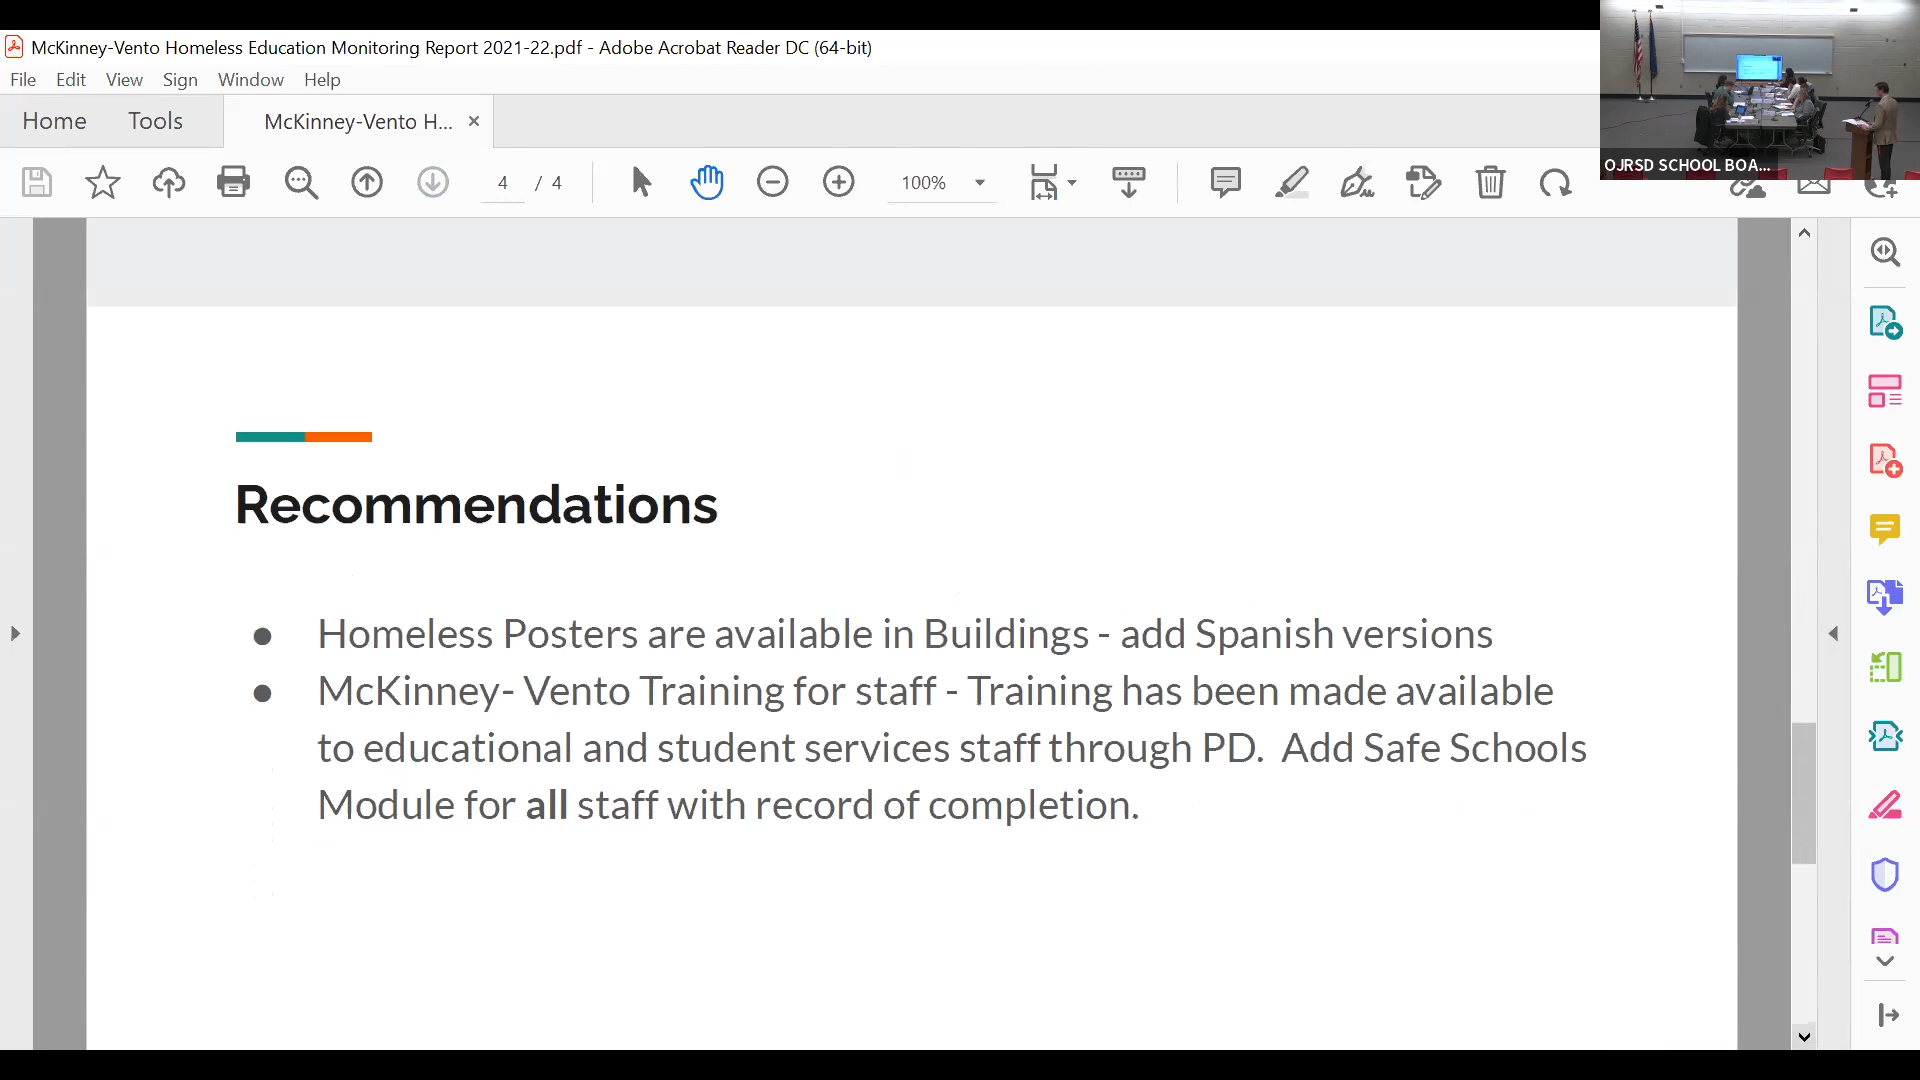 McKinney-Vento Homeless Education Monitoring Report 2021-22.pdf - Adobe Acrobat Reader DC (64-bit)
File Edit View Sign Window Help
Home Tools McKinney-Vento H... ×
4 / 4 100%
OJRSD SCHOOL BOA...
Recommendations
● Homeless Posters are available in Buildings - add Spanish versions
● McKinney- Vento Training for staff - Training has been made available
to educational and student services staff through PD. Add Safe Schools
Module for all staff with record of completion.